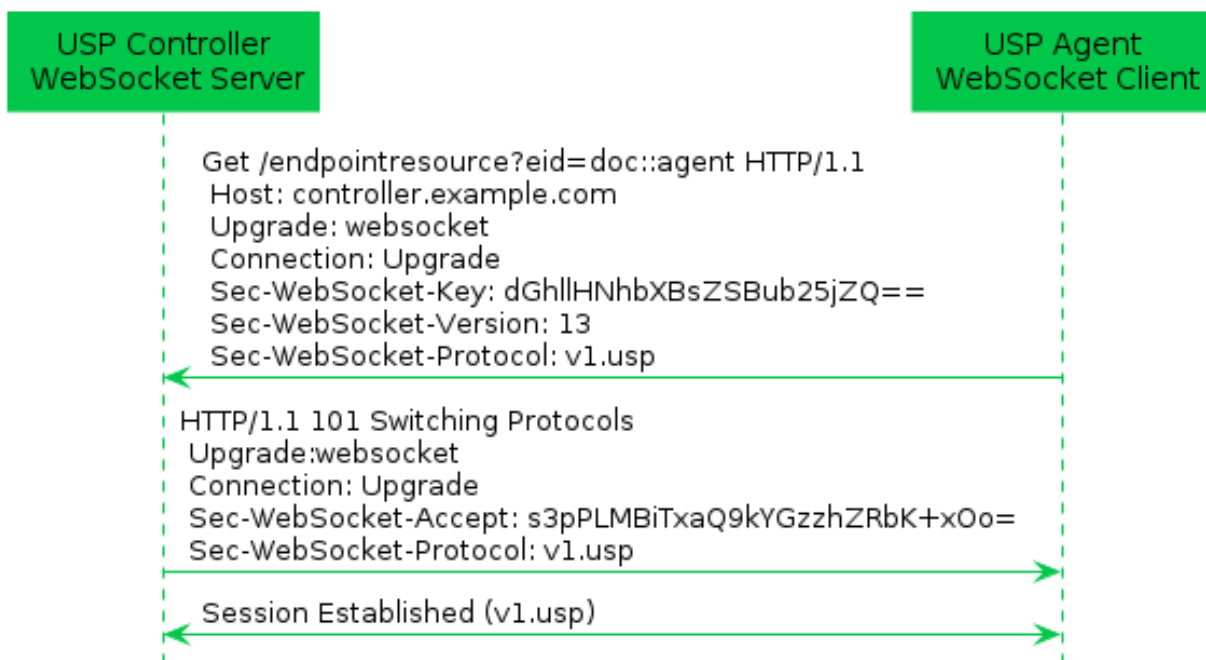 USP Controller
WebSocket Server
USP Agent
WebSocket Client
Get /endpointresource?eid=doc::agent HTTP/1.1
Host: controller.example.com
Upgrade: websocket
Connection: Upgrade
Sec-WebSocket-Key: dGhllHNhbXBsZSBub25jZQ==
Sec-WebSocket-Version: 13
Sec-WebSocket-Protocol: v1.usp
HTTP/1.1 101 Switching Protocols
Upgrade:websocket
Connection: Upgrade
Sec-WebSocket-Accept: s3pPLMBiTxaQ9kYGzzhZRbK+xOo=
Sec-WebSocket-Protocol: v1.usp
Session Established (v1.usp)